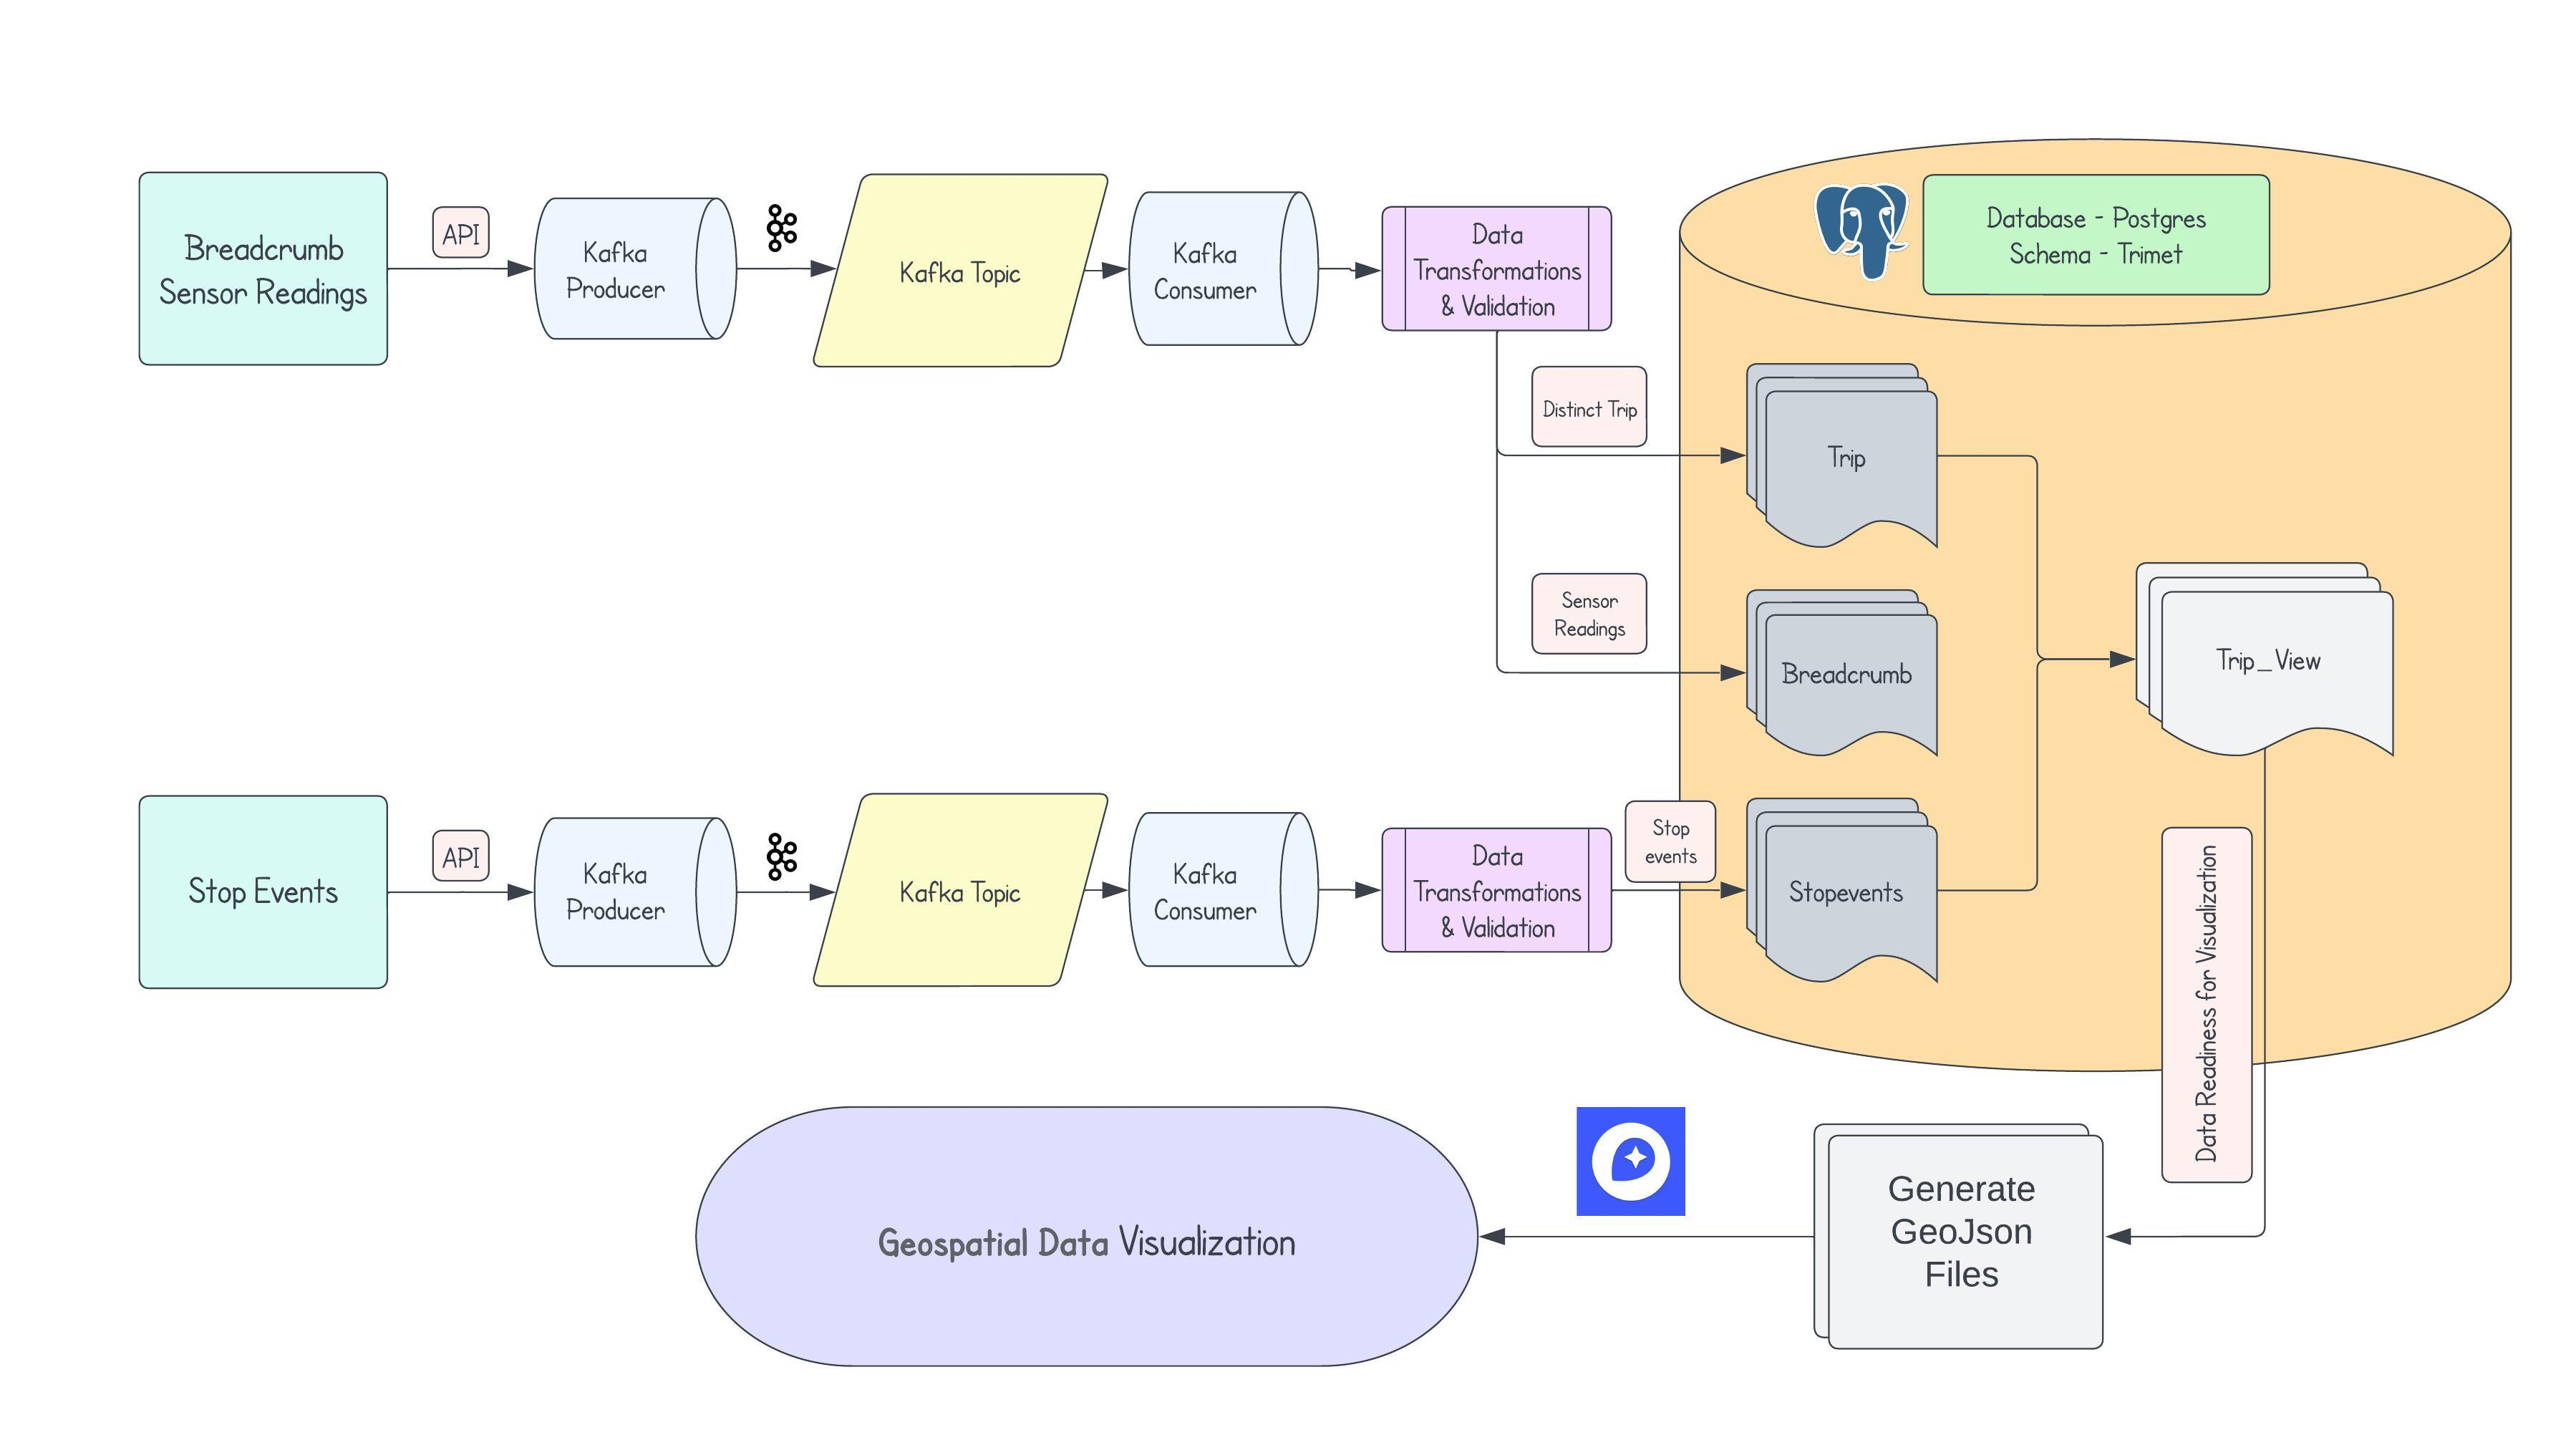 Breadcrumb
Sensor Readings
API
Kafka
Producer
Kafka Topic
Kafka
Consumer
Data
Transformations
& Validation
Database - Postgres
Schema - Trimet
Distinct Trip
Trip
Sensor
Readings
Breadcrumb
Trip_View
Stop Events
API
Kafka
Producer
Kafka Topic
Kafka
Consumer
Data
Transformations
& Validation
Stop
events
Stopevents
Data Readiness for Visualization
Generate
GeoJson
Files
Geospatial Data Visualization